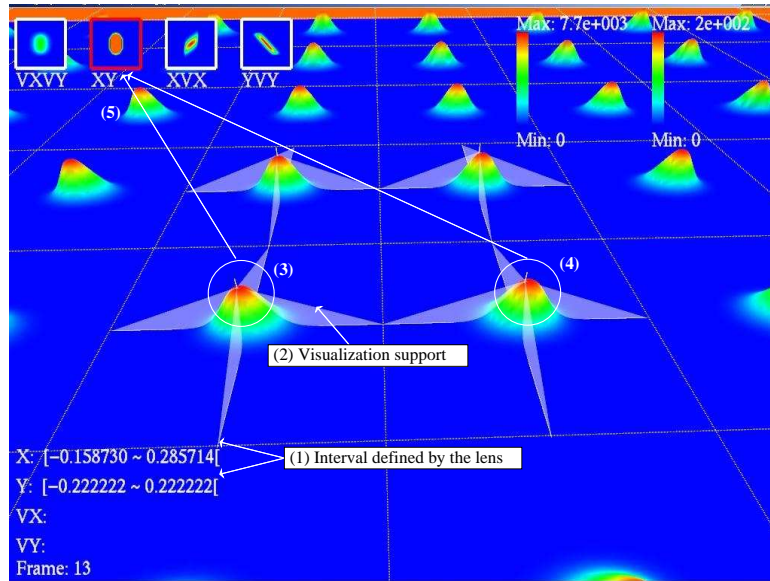 Max: 7.7e+003 Max: 2e+002
VXVY XY XVX YVY
(5)
Min: 0 Min: 0
(3)
(4)
(2) Visualization support
X: [−0.158730 ~ 0.285714[
(1) Interval defined by the lens
Y: [−0.222222 ~ 0.222222[
VX:
VY:
Frame: 13